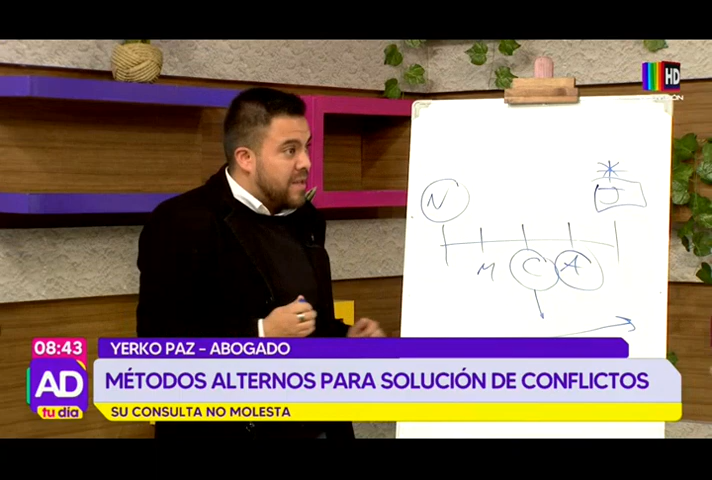 HD
N
J
M
C
A
08:43
YERKO PAZ - ABOGADO
AD
tu día
MÉTODOS ALTERNOS PARA SOLUCIÓN DE CONFLICTOS
SU CONSULTA NO MOLESTA